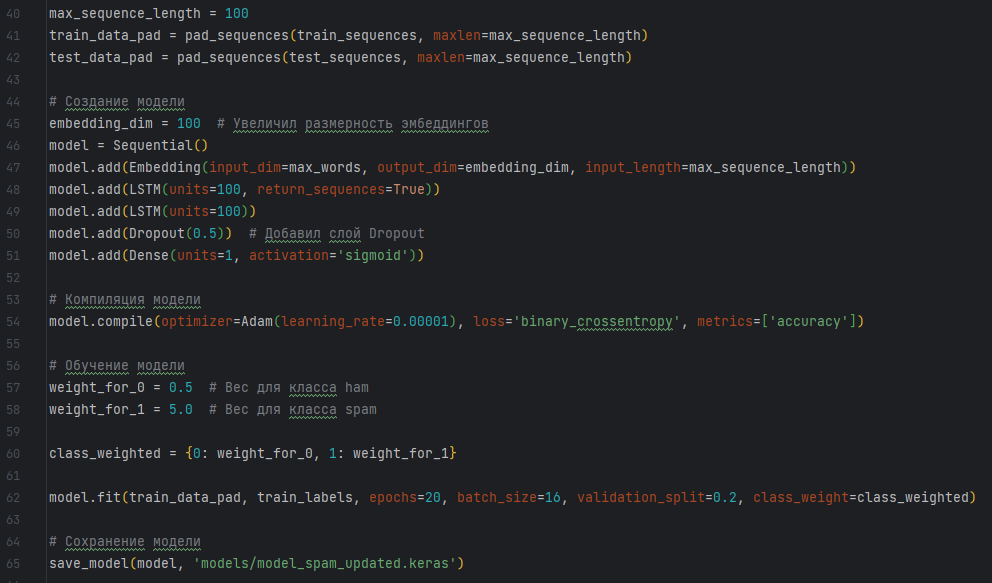 40 max_sequence_length = 100
41 train_data_pad = pad_sequences(train_sequences, maxlen=max_sequence_length)
42 test_data_pad = pad_sequences(test_sequences, maxlen=max_sequence_length)
43
44 # Создание модели
45 embedding_dim = 100  # Увеличил размерность эмбеддингов
46 model = Sequential()
47 model.add(Embedding(input_dim=max_words, output_dim=embedding_dim, input_length=max_sequence_length))
48 model.add(LSTM(units=100, return_sequences=True))
49 model.add(LSTM(units=100))
50 model.add(Dropout(0.5))  # Добавил слой Dropout
51 model.add(Dense(units=1, activation='sigmoid'))
52
53 # Компиляция модели
54 model.compile(optimizer=Adam(learning_rate=0.00001), loss='binary_crossentropy', metrics=['accuracy'])
55
56 # Обучение модели
57 weight_for_0 = 0.5  # Вес для класса ham
58 weight_for_1 = 5.0  # Вес для класса spam
59
60 class_weighted = {0: weight_for_0, 1: weight_for_1}
61
62 model.fit(train_data_pad, train_labels, epochs=20, batch_size=16, validation_split=0.2, class_weight=class_weighted)
63
64 # Сохранение модели
65 save_model(model, 'models/model_spam_updated.keras')